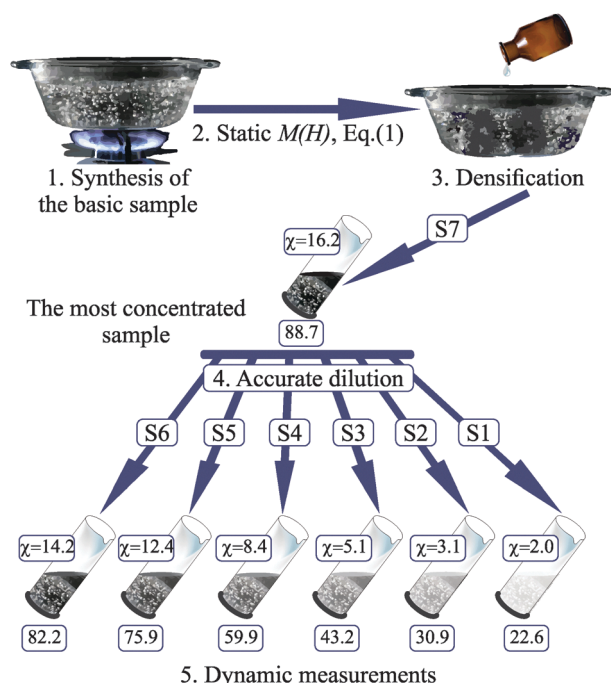 2. Static M(H), Eq.(1)
1. Synthesis of
the basic sample
3. Densification
S7
χ=16.2
The most concentrated
sample
88.7
4. Accurate dilution
S6 S5 S4 S3 S2 S1
χ=14.2 χ=12.4 χ=8.4 χ=5.1 χ=3.1 χ=2.0
82.2 75.9 59.9 43.2 30.9 22.6
5. Dynamic measurements